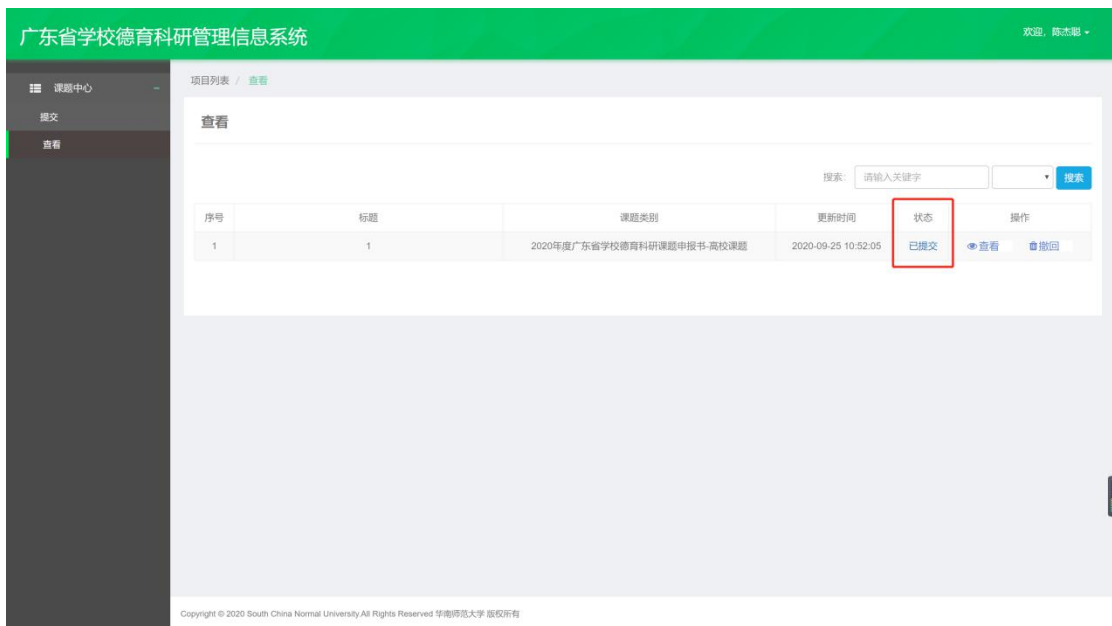 广东省学校德育科研管理信息系统
欢迎，陈杰聪
课题中心
提交
查看
项目列表 / 查看
查看
搜索: 请输入关键字 搜索
序号 标题 课题类别 更新时间 状态 操作
1 1 2020年度广东省学校德育科研课题申报书-高校课题 2020-09-25 10:52:05 已提交 查看 撤回
Copyright © 2020 South China Normal University.All Rights Reserved 华南师范大学 版权所有